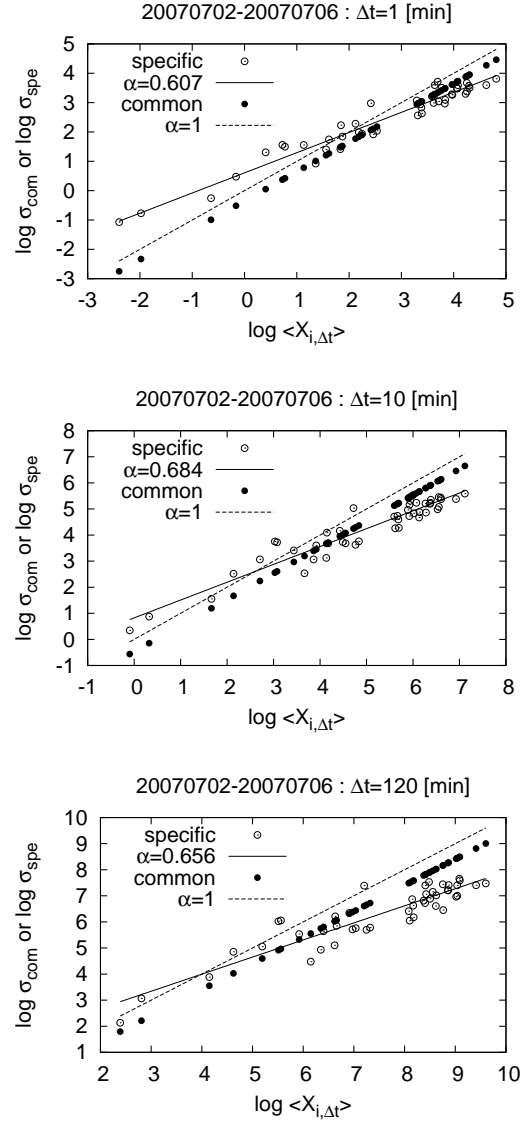 20070702-20070706 : Δt=1 [min]
5
4
3
2
1
0
-1
-2
-3
log σcom or log σspe
specific
α=0.607
common
α=1
-3 -2 -1 0 1 2 3 4 5
log <Xi,Δt>
20070702-20070706 : Δt=10 [min]
8
7
6
5
4
3
2
1
0
-1
log σcom or log σspe
specific
α=0.684
common
α=1
-1 0 1 2 3 4 5 6 7 8
log <Xi,Δt>
20070702-20070706 : Δt=120 [min]
10
9
8
7
6
5
4
3
2
1
log σcom or log σspe
specific
α=0.656
common
α=1
2 3 4 5 6 7 8 9 10
log <Xi,Δt>